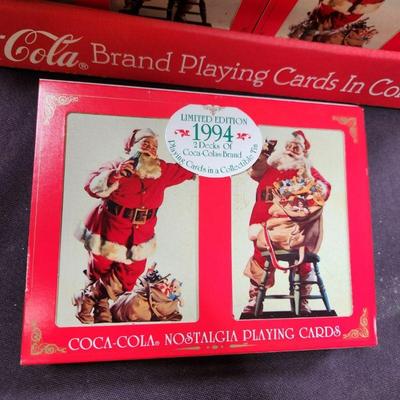 Cola® Brand Playing Cards In Co
LIMITED EDITION
1994
2 Decks Of
Coca-Cola® Brand
Playing Cards in a Collectible Tin
COCA-COLA® NOSTALGIA PLAYING CARDS